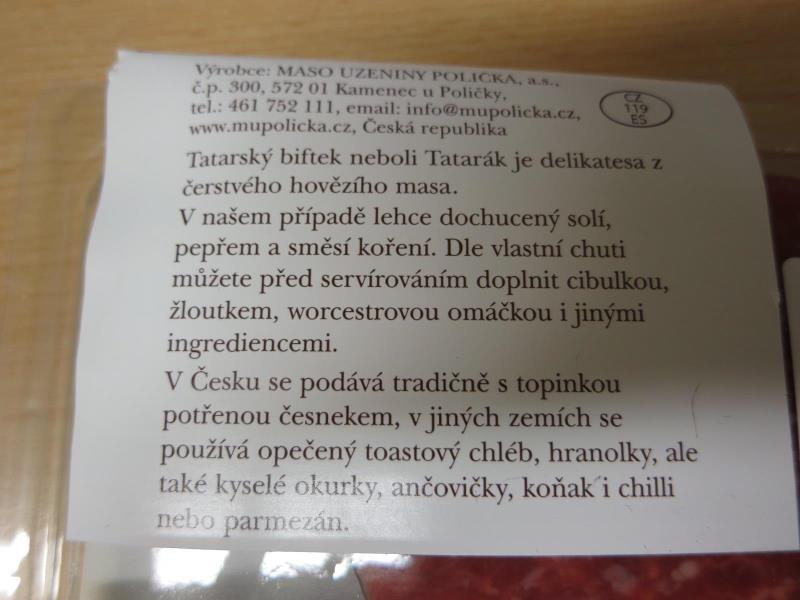 Výrobce: MASO UZENINY POLIČKA, a.s.,
č.p. 300, 572 01 Kamenec u Poličky,
tel.: 461 752 111, email: info@mupolicka.cz,
www.mupolicka.cz, Česká republika
CZ
119
ES
Tatarský biftek neboli Tatarák je delikatesa z
čerstvého hovězího masa.
V našem případě lehce dochucený solí,
pepřem a směsí koření. Dle vlastní chuti
můžete před servírováním doplnit cibulkou,
žloutkem, worcestrovou omáčkou i jinými
ingrediencemi.
V Česku se podává tradičně s topinkou
potřenou česnekem, v jiných zemích se
používá opečený toastový chléb, hranolky, ale
také kyselé okurky, ančovičky, koňak i chilli
nebo parmezán.